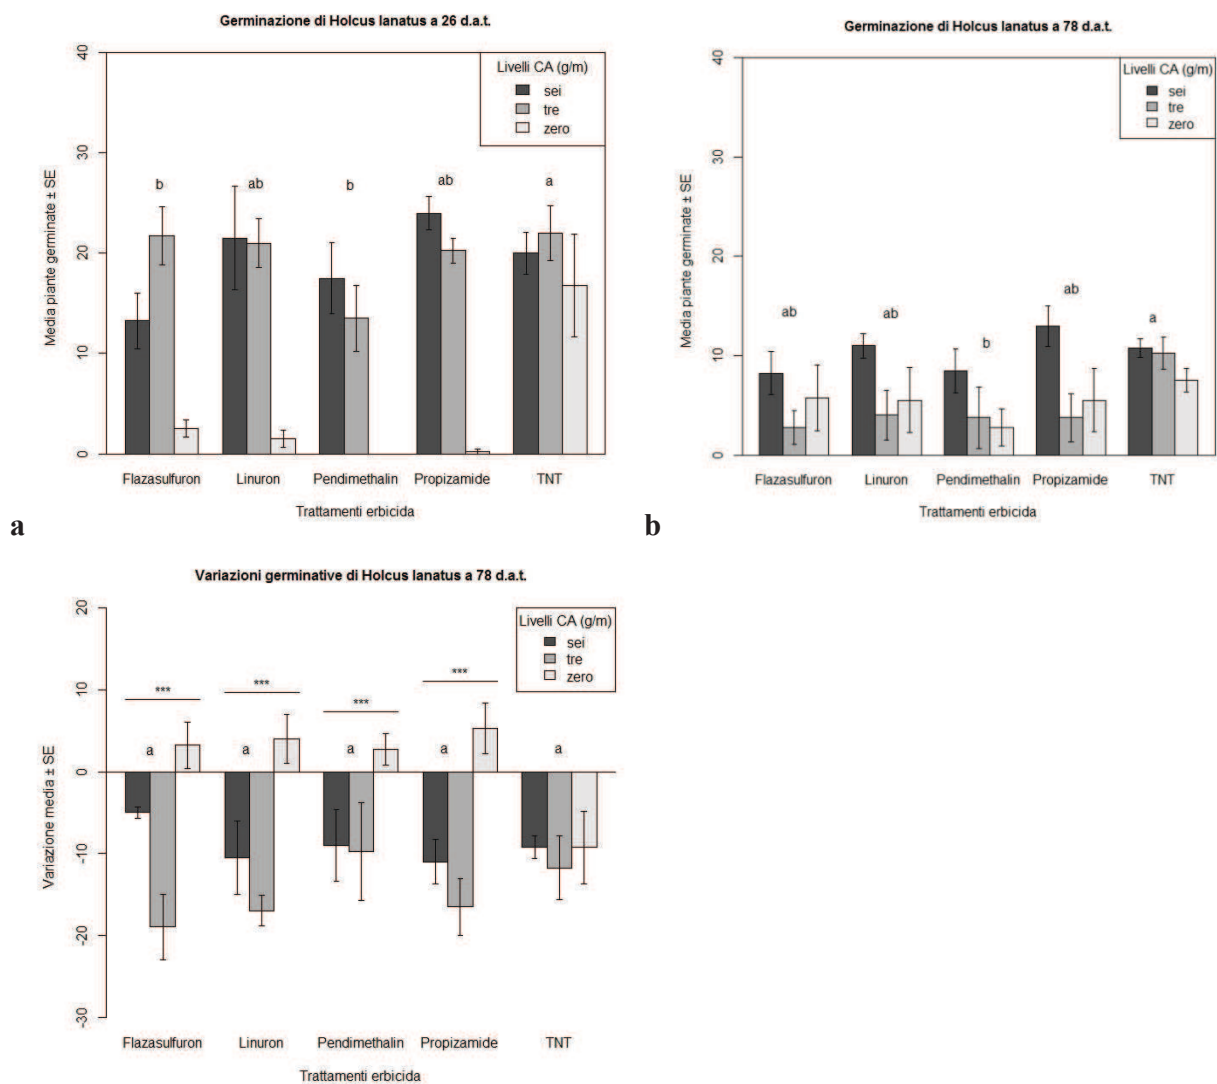 Germinazione di Holcus lanatus a 26 d.a.t.
Livelli CA (g/m)
sei
tre
zero
Media piante germinate ± SE
40
30
20
10
0
b
ab
b
ab
a
Flazasulfuron Linuron Pendimethalin Propizamide TNT
Trattamenti erbicida
a
Germinazione di Holcus lanatus a 78 d.a.t.
Livelli CA (g/m)
sei
tre
zero
Media piante germinate ± SE
40
30
20
10
0
ab
ab
b
ab
a
Flazasulfuron Linuron Pendimethalin Propizamide TNT
Trattamenti erbicida
b
Variazioni germinative di Holcus lanatus a 78 d.a.t.
Livelli CA (g/m)
sei
tre
zero
Variazione media ± SE
20
10
0
-10
-20
-30
*** *** *** ***
a a a a a
Flazasulfuron Linuron Pendimethalin Propizamide TNT
Trattamenti erbicida